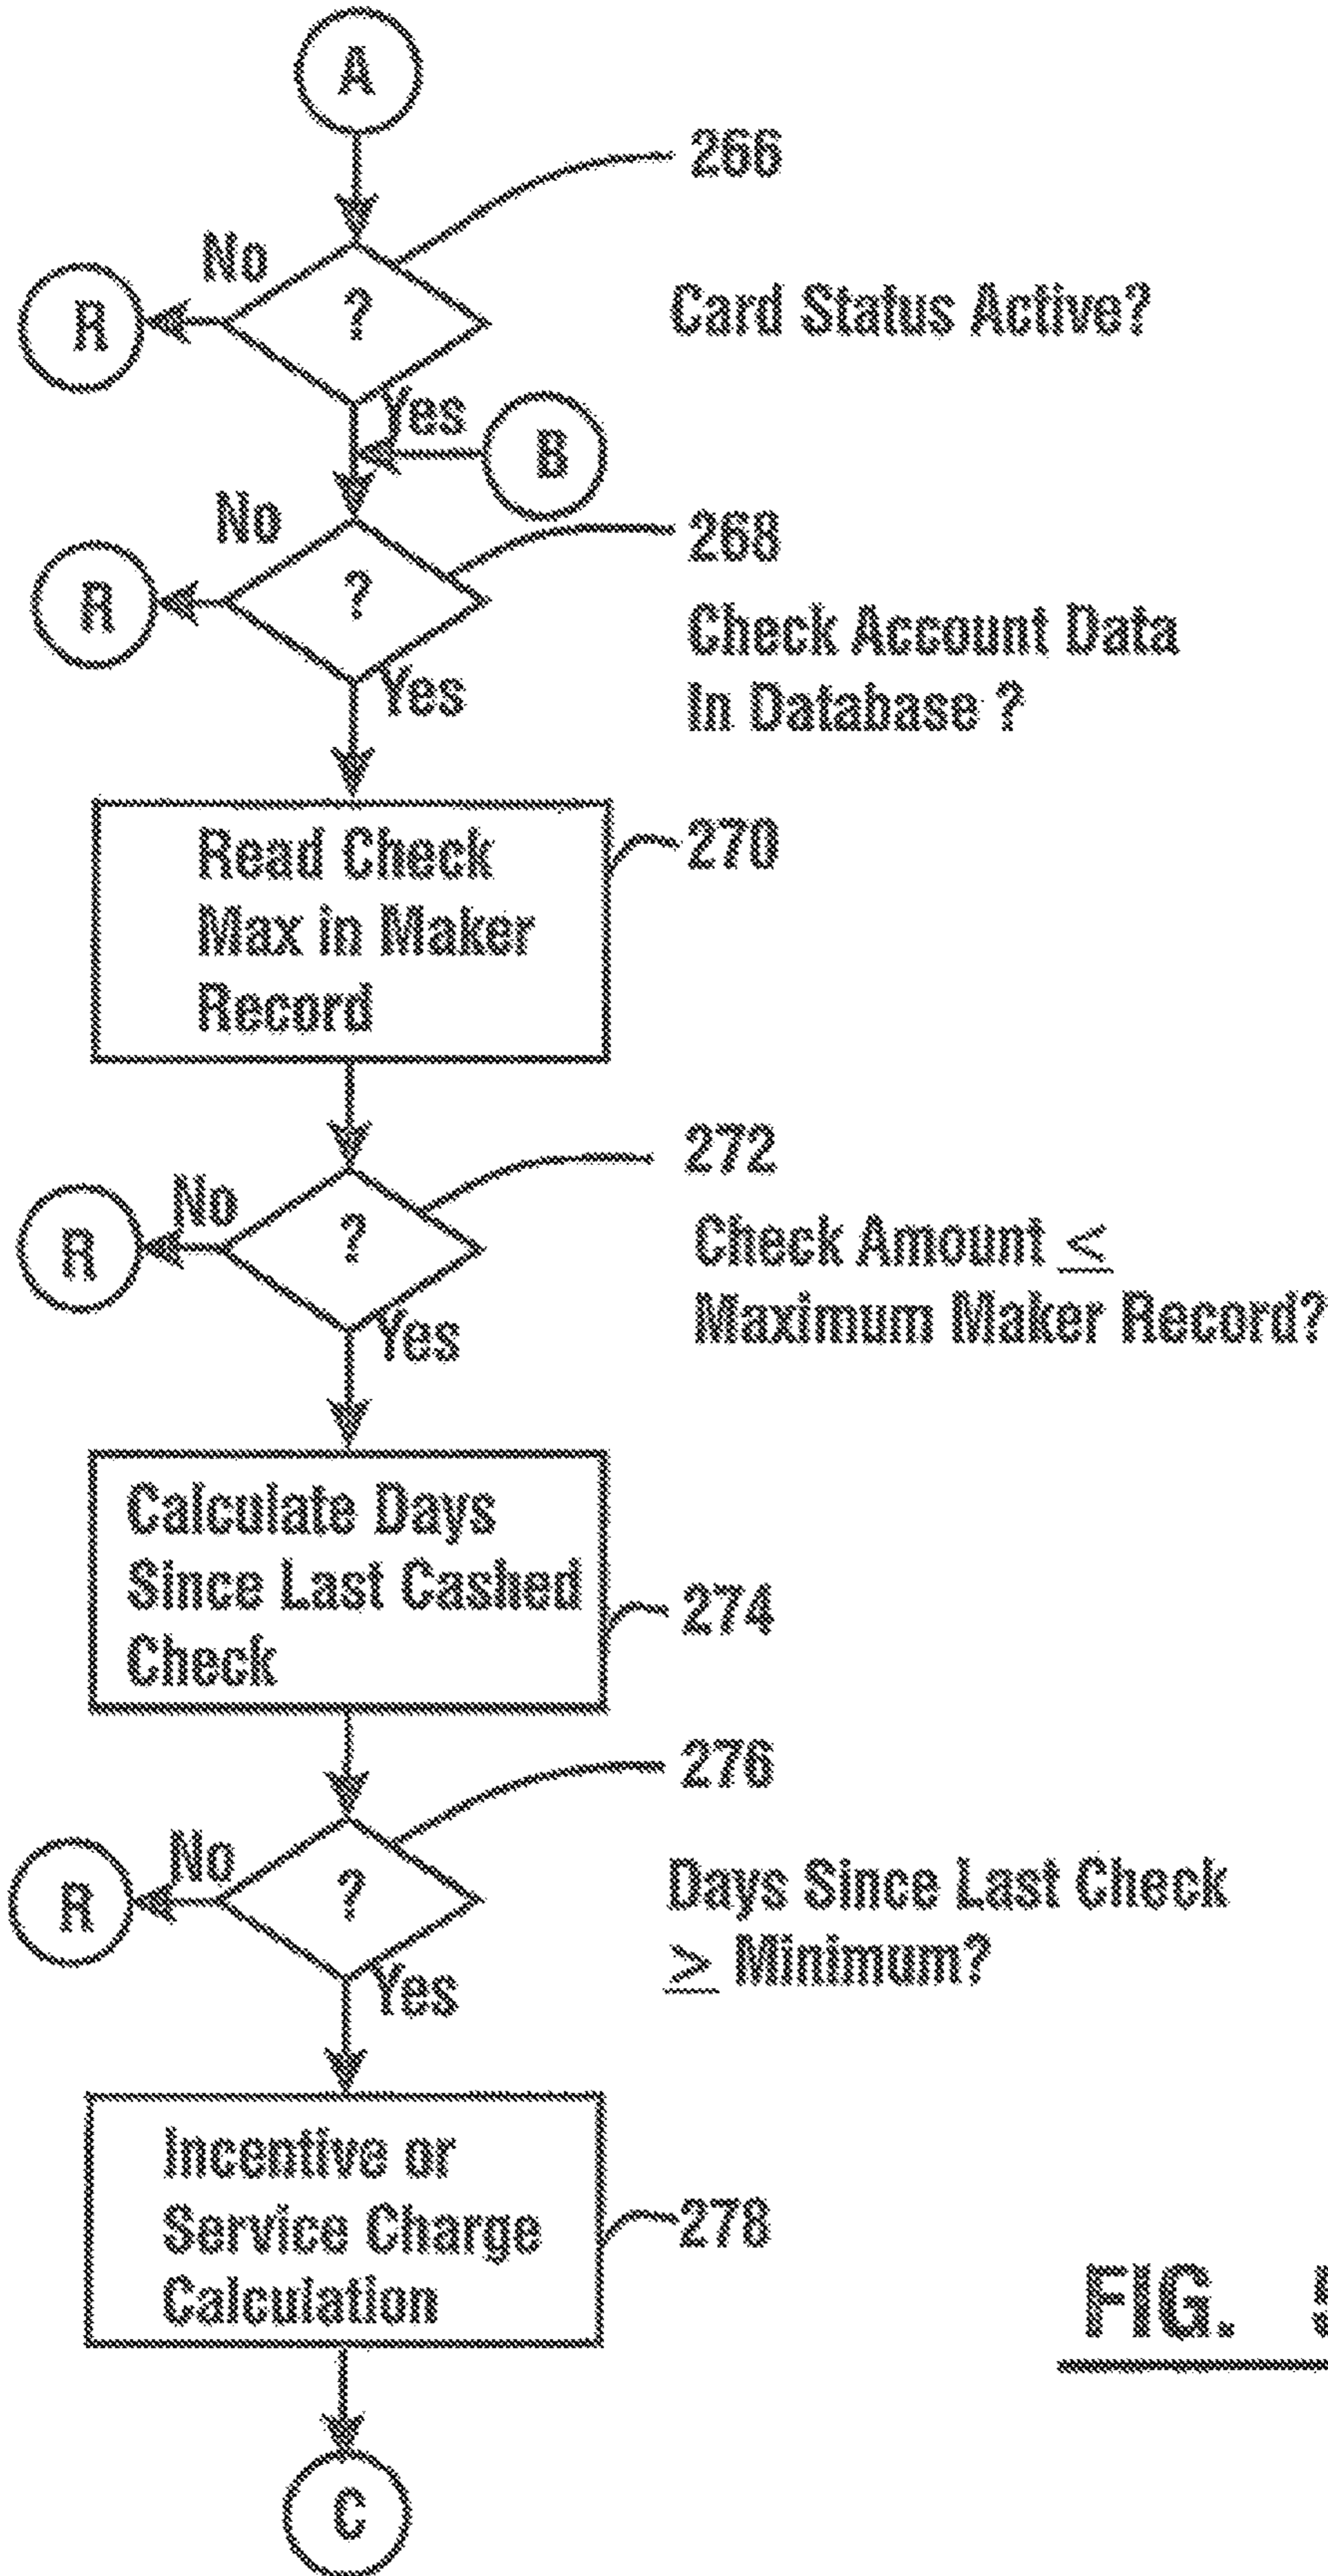 A
266
No
?
R
Card Status Active?
Yes
B
No
268
?
R
Check Account Data
In Database ?
Yes
Read Check
Max in Maker
Record
270
272
No
?
R
Check Amount ≤
Maximum Maker Record?
Yes
Calculate Days
Since Last Cashed
Check
274
276
No
?
R
Days Since Last Check
≥ Minimum?
Yes
Incentive or
Service Charge
Calculation
278
FIG.
C